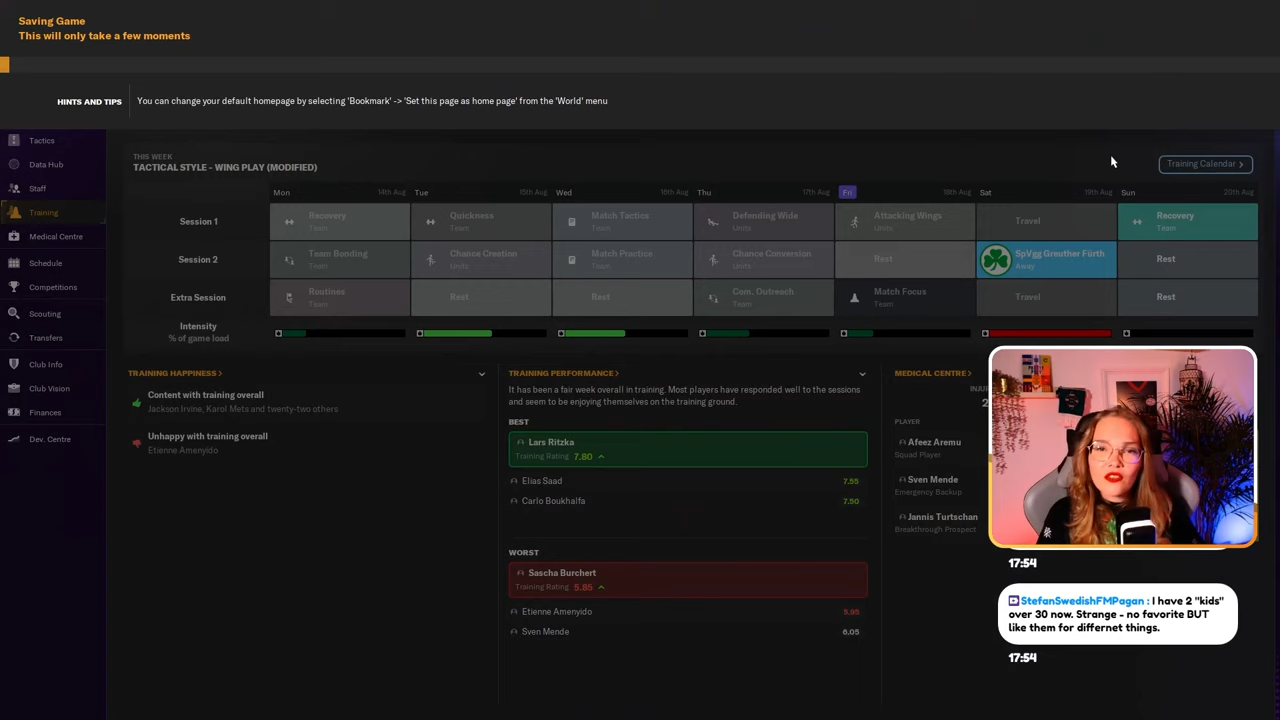 Saving Game
This will only take a few moments
HINTS AND TIPS
You can change your default homepage by selecting 'Bookmark' -> 'Set this page as home page' from the 'World' menu
Tactics
Data Hub
Staff
Training
Medical Centre
Schedule
Competitions
Scouting
Transfers
Club Info
Club Vision
Finances
Dev. Centre
THIS WEEK
TACTICAL STYLE - WING PLAY (MODIFIED)
Training Calendar >
Mon 14th Aug Tue 15th Aug Wed 16th Aug Thu 17th Aug Fri 18th Aug Sat 19th Aug Sun 20th Aug
Session 1
Recovery
Team
Quickness
Team
Match Tactics
Team
Defending Wide
Units
Attacking Wings
Units
Travel
Recovery
Team
Session 2
Team Bonding
Team
Chance Creation
Units
Match Practice
Team
Chance Conversion
Units
Rest
SpVgg Greuther Fürth
Away
Rest
Extra Session
Routines
Team
Rest
Rest
Com. Outreach
Team
Match Focus
Team
Travel
Rest
Intensity
% of game load
TRAINING HAPPINESS >
Content with training overall
Jackson Irvine, Karol Mets and twenty-two others
Unhappy with training overall
Etienne Amenyido
TRAINING PERFORMANCE >
It has been a fair week overall in training. Most players have responded well to the sessions
and seem to be enjoying themselves on the training ground.
BEST
Lars Ritzka
Training Rating 7.80
Elias Saad 7.55
Carlo Boukhalfa 7.50
WORST
Sascha Burchert
Training Rating 5.85
Etienne Amenyido 5.95
Sven Mende 6.05
MEDICAL CENTRE
PLAYER
Afeez Aremu
Squad Player
Sven Mende
Emergency Backup
Jannis Turtschan
Breakthrough Prospect
17:54
StefanSwedishFMPagan : I have 2 "kids"
over 30 now. Strange - no favorite BUT
like them for differnet things.
17:54